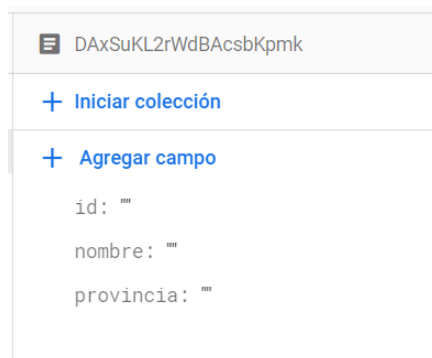 DAxSuKL2rWdBAcsbKpmk
+ Iniciar colección
+ Agregar campo
id: ""
nombre: ""
provincia: ""